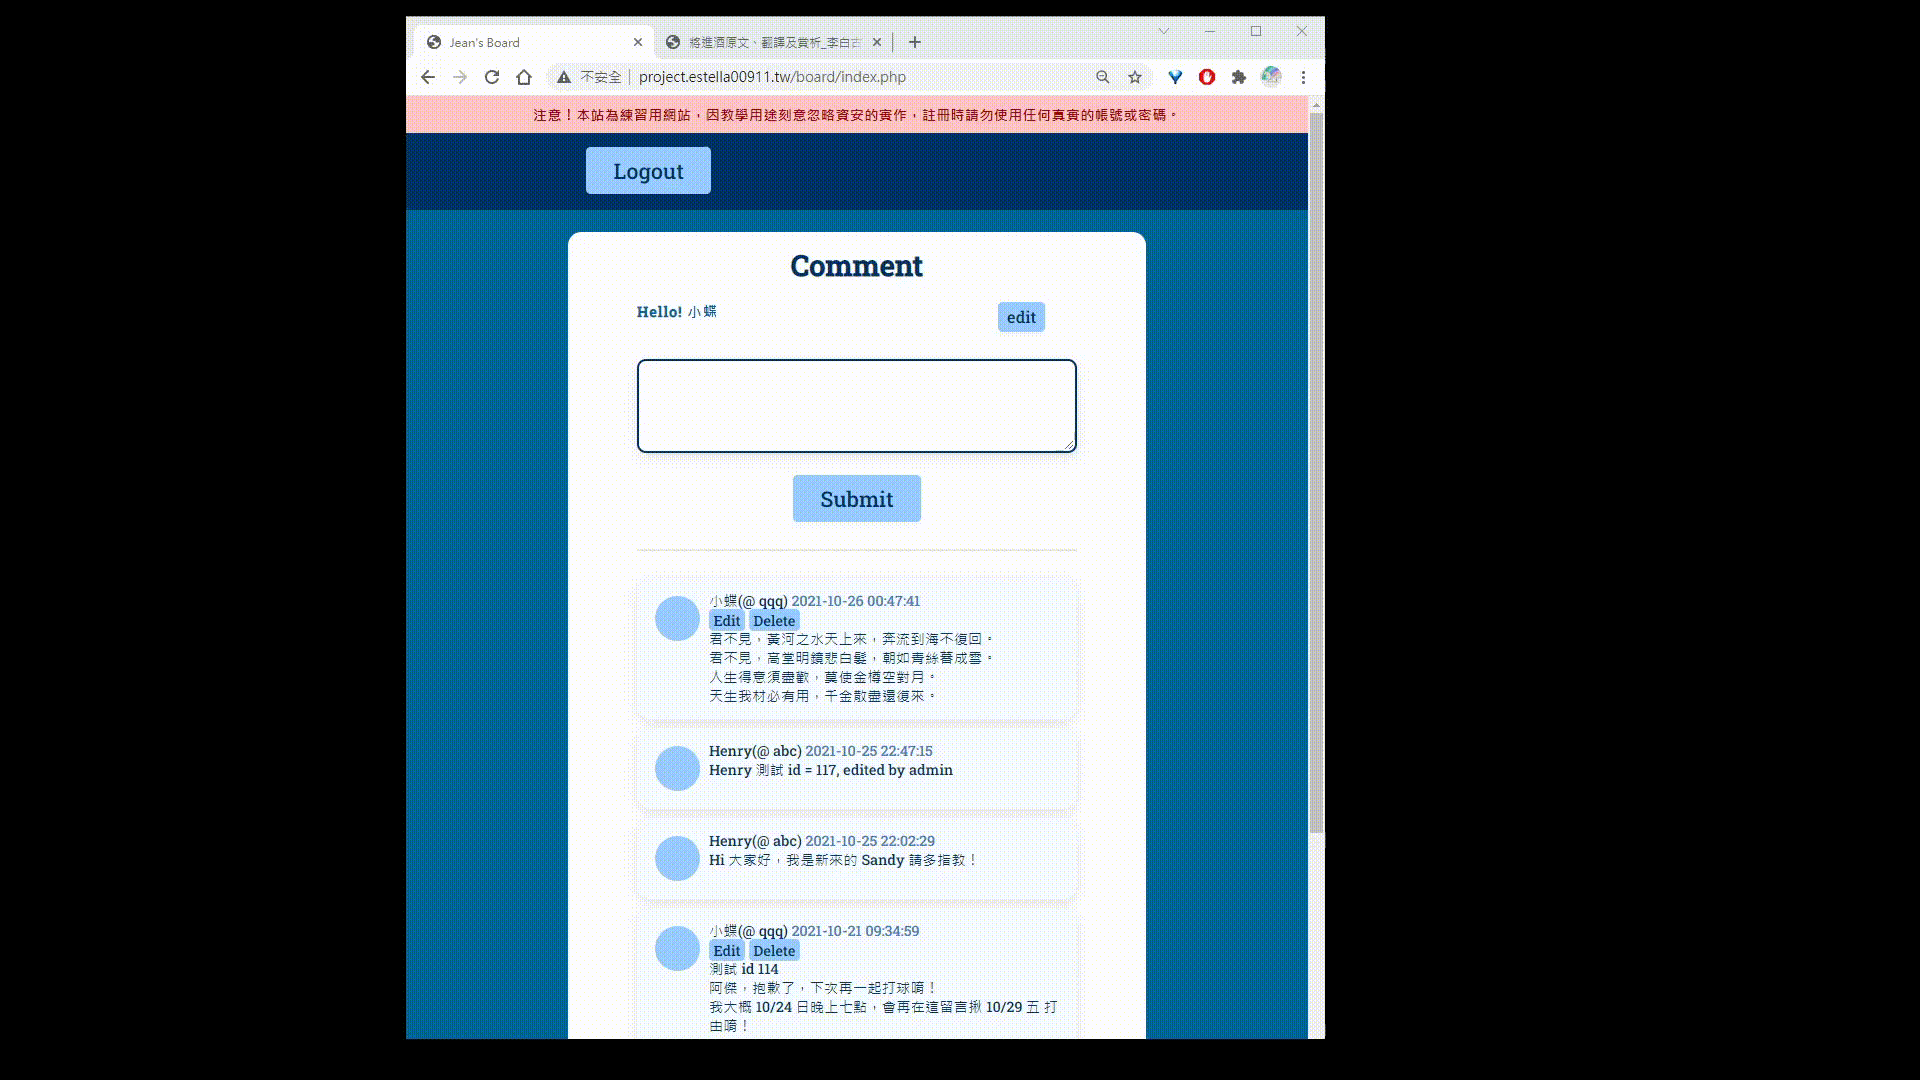 Jean's Board
將進酒原文、翻譯及賞析_李白古
不安全
project.estella00911.tw/board/index.php
注意！本站為練習用網站，因教學用途刻意忽略資安的實作，註冊時請勿使用任何真實的帳號或密碼。
Logout
Comment
Hello! 小蝶
edit
Submit
小蝶(@ qqq) 2021-10-26 00:47:41
Edit Delete
君不見，黃河之水天上來，奔流到海不復回。
君不見，高堂明鏡悲白髮，朝如青絲暮成雪。
人生得意須盡歡，莫使金樽空對月。
天生我材必有用，千金散盡還復來。
Henry(@ abc) 2021-10-25 22:47:15
Henry 測試 id = 117, edited by admin
Henry(@ abc) 2021-10-25 22:02:29
Hi 大家好，我是新來的 Sandy 請多指教！
小蝶(@ qqq) 2021-10-21 09:34:59
Edit Delete
測試 id 114
阿傑，抱歉了，下次再一起打球唷！
我大概 10/24 日晚上七點，會再在這留言揪 10/29 五 打
由唷！